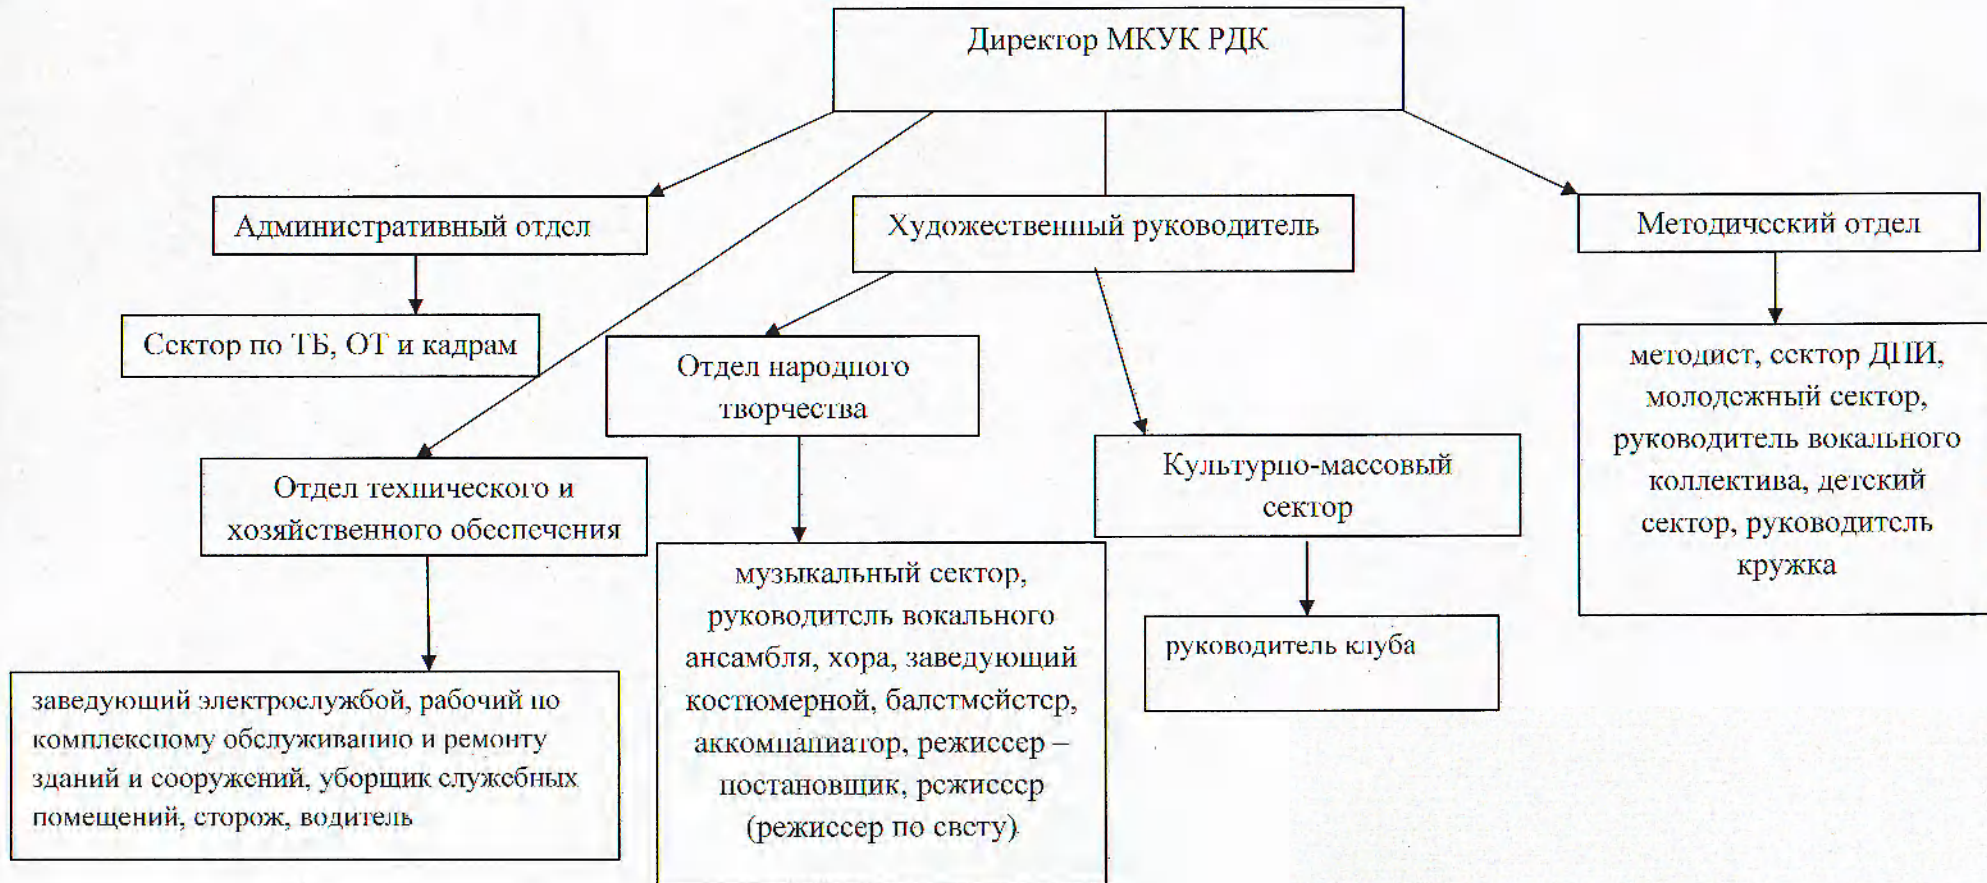 Директор МКУК РДК
Административный отдел
Художественный руководитель
Методический отдел
Сектор по ТБ, ОТ и кадрам
Отдел народного
творчества
методист, сектор ДПИ,
молодежный сектор,
руководитель вокального
коллектива, детский
сектор, руководитель
кружка
Отдел технического и
хозяйственного обеспечения
Культурно-массовый
сектор
музыкальный сектор,
руководитель вокального
ансамбля, хора, заведующий
костюмерной, балетмейстер,
аккомпаниатор, режиссер –
постановщик, режиссер
(режиссер по свету)
руководитель клуба
заведующий электрослужбой, рабочий по
комплексному обслуживанию и ремонту
зданий и сооружений, уборщик служебных
помещений, сторож, водитель